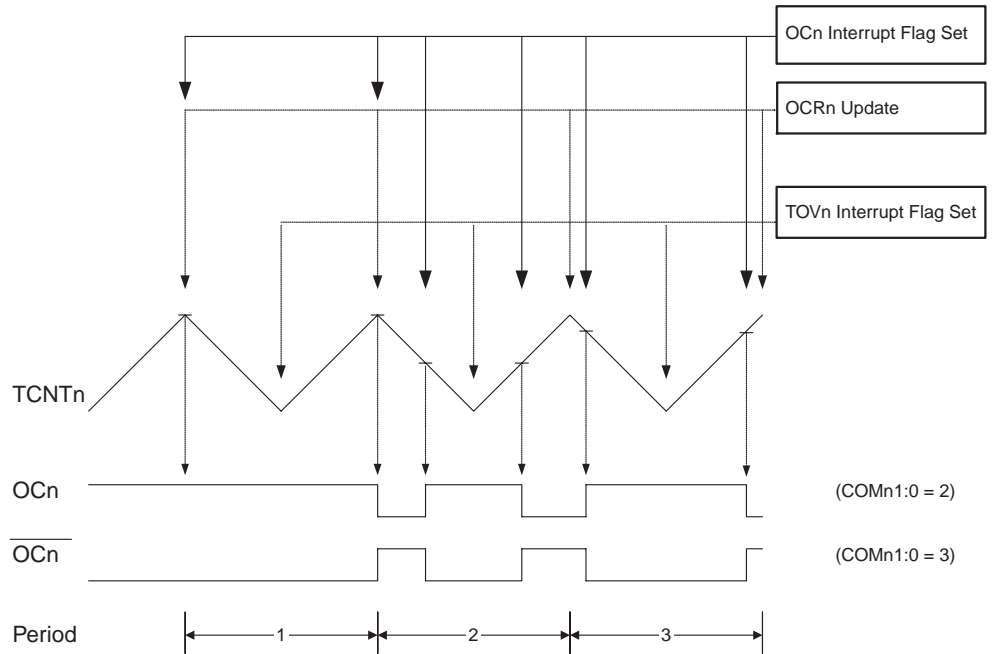 OCn Interrupt Flag Set
OCRn Update
TOVn Interrupt Flag Set
TCNTn
OCn (COMn1:0 = 2)
OCn (COMn1:0 = 3)
Period 1 2 3